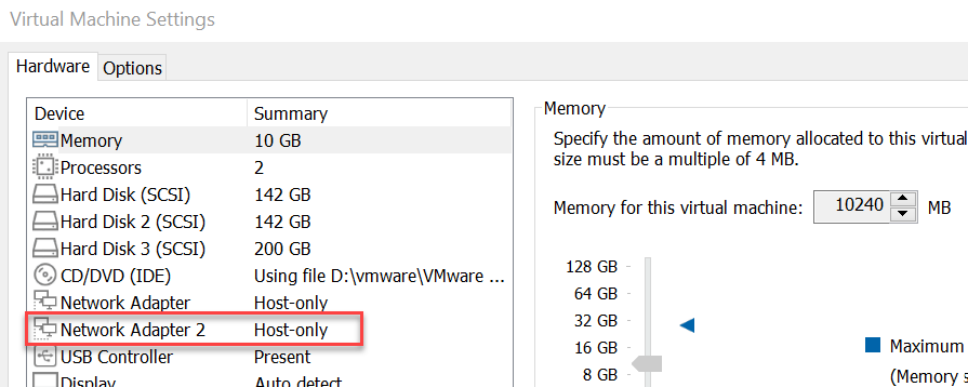 Virtual Machine Settings
Hardware Options
Device Summary
Memory 10 GB
Processors 2
Hard Disk (SCSI) 142 GB
Hard Disk 2 (SCSI) 142 GB
Hard Disk 3 (SCSI) 200 GB
CD/DVD (IDE) Using file D:\vmware\VMware ...
Network Adapter Host-only
Network Adapter 2 Host-only
USB Controller Present
Display Auto detect
Memory
Specify the amount of memory allocated to this virtual
size must be a multiple of 4 MB.
Memory for this virtual machine: 10240 MB
128 GB
64 GB
32 GB
16 GB
8 GB
Maximum
(Memory s